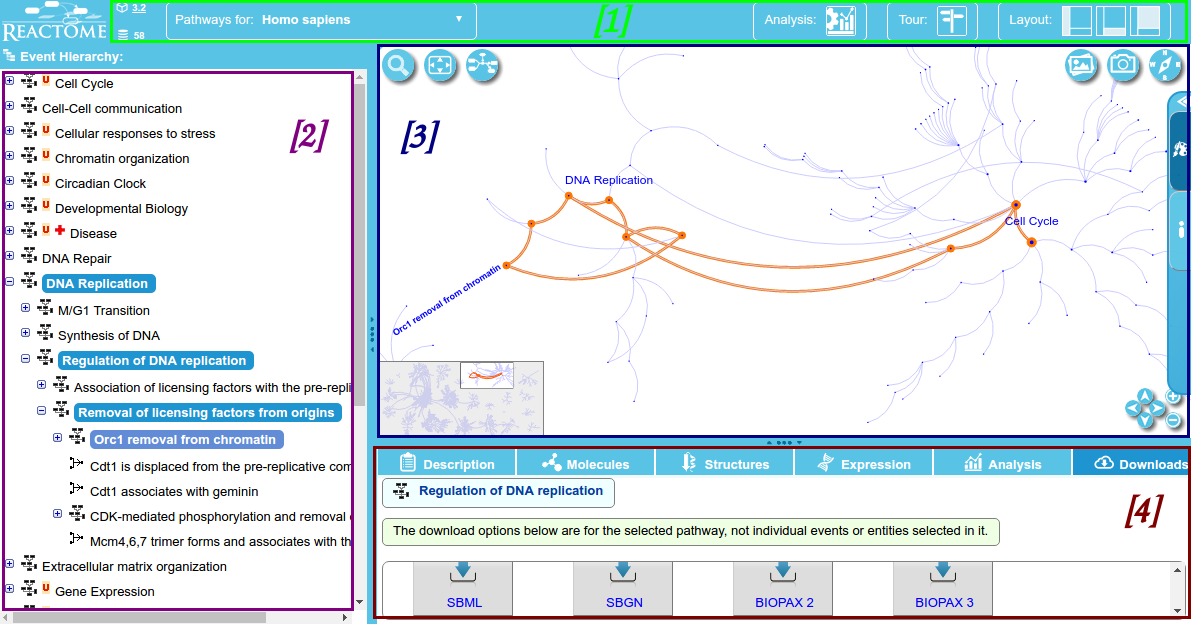 REACTOME
3.2
58
Pathways for: Homo sapiens
[1]
Analysis:
Tour:
Layout:
Event Hierarchy:
[2]
U Cell Cycle
Cell-Cell communication
U Cellular responses to stress
U Chromatin organization
U Circadian Clock
U Developmental Biology
U Disease
DNA Repair
DNA Replication
M/G1 Transition
Synthesis of DNA
Regulation of DNA replication
Association of licensing factors with the pre-repli
Removal of licensing factors from origins
Orc1 removal from chromatin
Cdt1 is displaced from the pre-replicative com
Cdt1 associates with geminin
CDK-mediated phosphorylation and removal
Mcm4,6,7 trimer forms and associates with th
Extracellular matrix organization
U Gene Expression
[3]
N
W
S
DNA Replication
Cell Cycle
Orc1 removal from chromatin
i
Description
Molecules
Structures
Expression
Analysis
Downloads
Regulation of DNA replication
[4]
The download options below are for the selected pathway, not individual events or entities selected in it.
SBML
SBGN
BIOPAX 2
BIOPAX 3